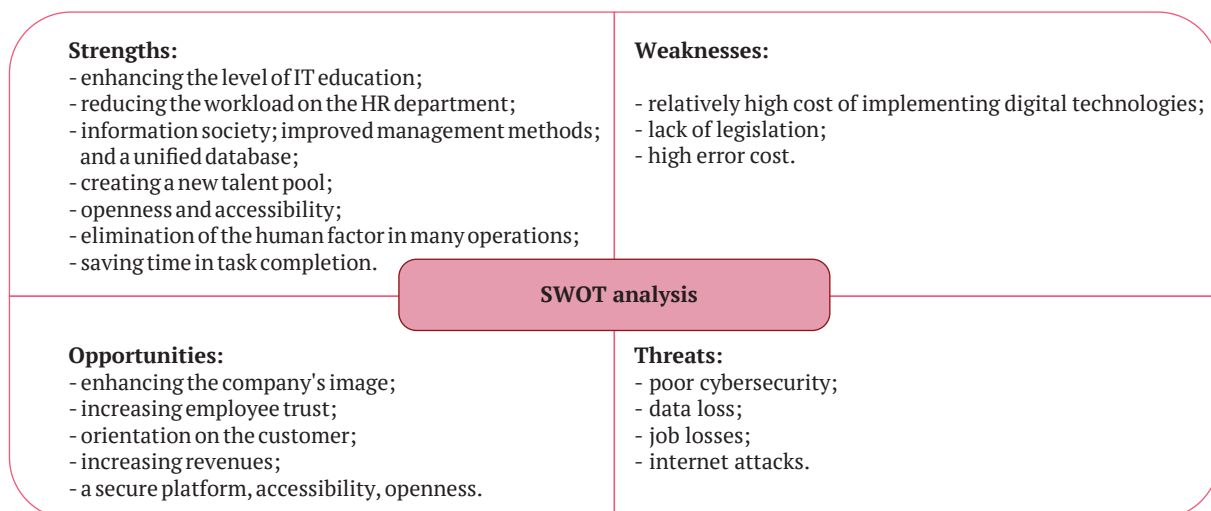 Strengths:
- enhancing the level of IT education;
- reducing the workload on the HR department;
- information society; improved management methods;
and a unified database;
- creating a new talent pool;
- openness and accessibility;
- elimination of the human factor in many operations;
- saving time in task completion.
Weaknesses:
- relatively high cost of implementing digital technologies;
- lack of legislation;
- high error cost.
SWOT analysis
Opportunities:
- enhancing the company's image;
- increasing employee trust;
- orientation on the customer;
- increasing revenues;
- a secure platform, accessibility, openness.
Threats:
- poor cybersecurity;
- data loss;
- job losses;
- internet attacks.